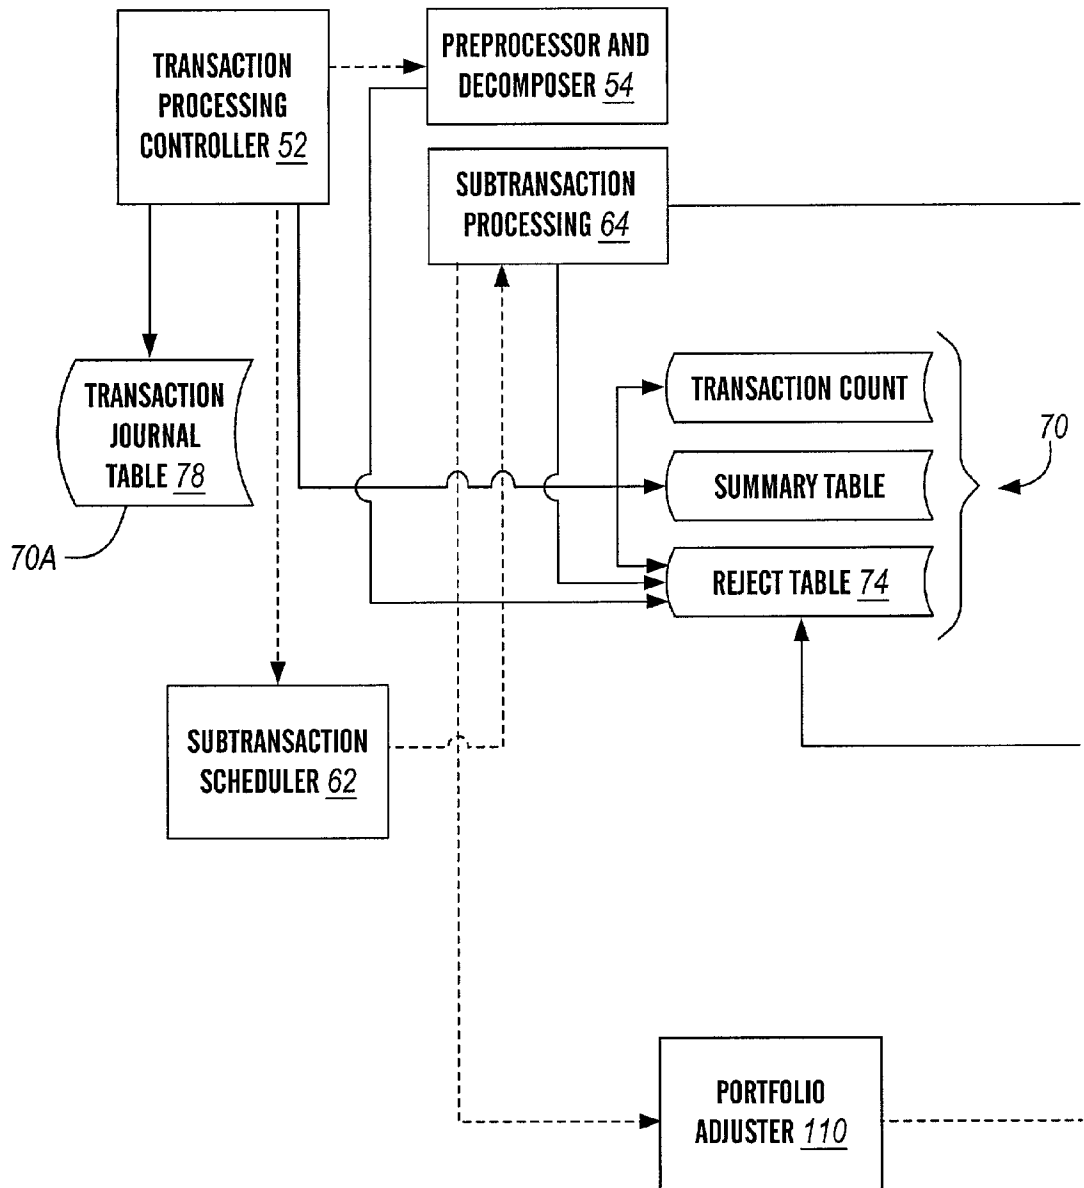 TRANSACTION
PROCESSING
CONTROLLER 52
PREPROCESSOR AND
DECOMPOSER 54
SUBTRANSACTION
PROCESSING 64
TRANSACTION
JOURNAL
TABLE 78
70A
TRANSACTION COUNT
SUMMARY TABLE
REJECT TABLE 74
70
SUBTRANSACTION
SCHEDULER 62
PORTFOLIO
ADJUSTER 110